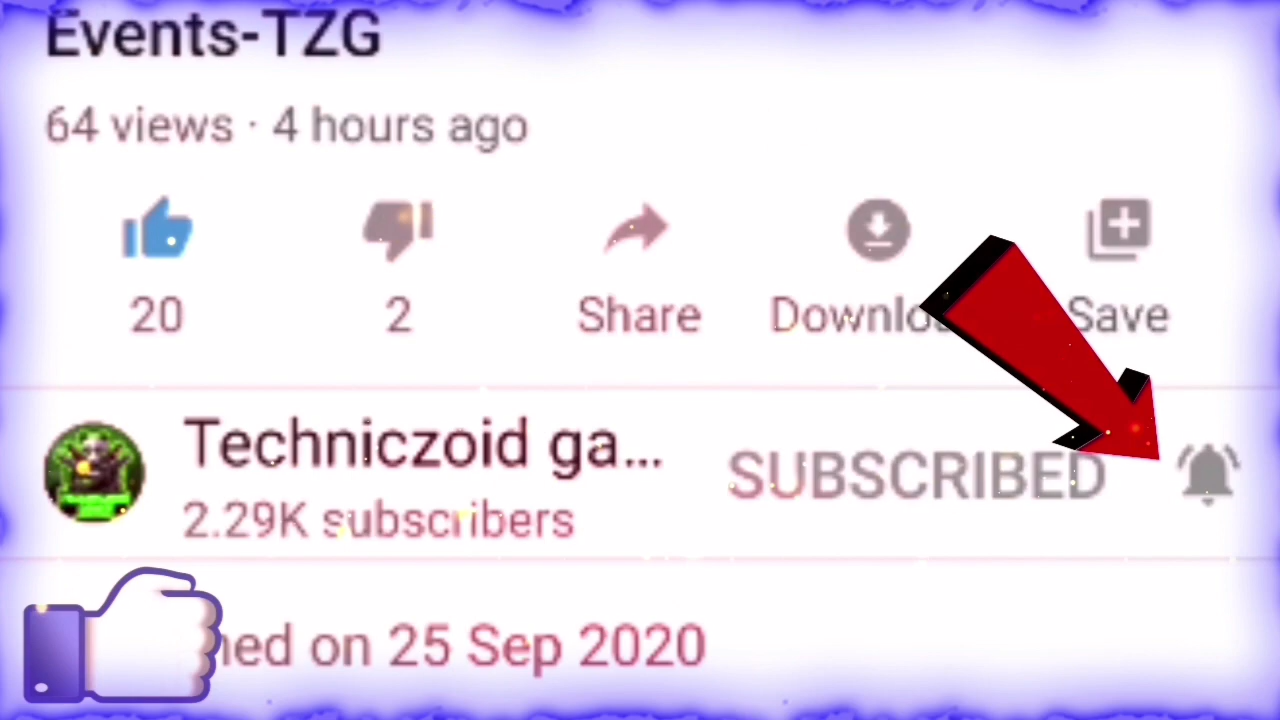 Events-TZG
64 views · 4 hours ago
20
2
Share
Downlo
Save
Techniczoid ga...
SUBSCRIBED
2.29K subscribers
hed on 25 Sep 2020